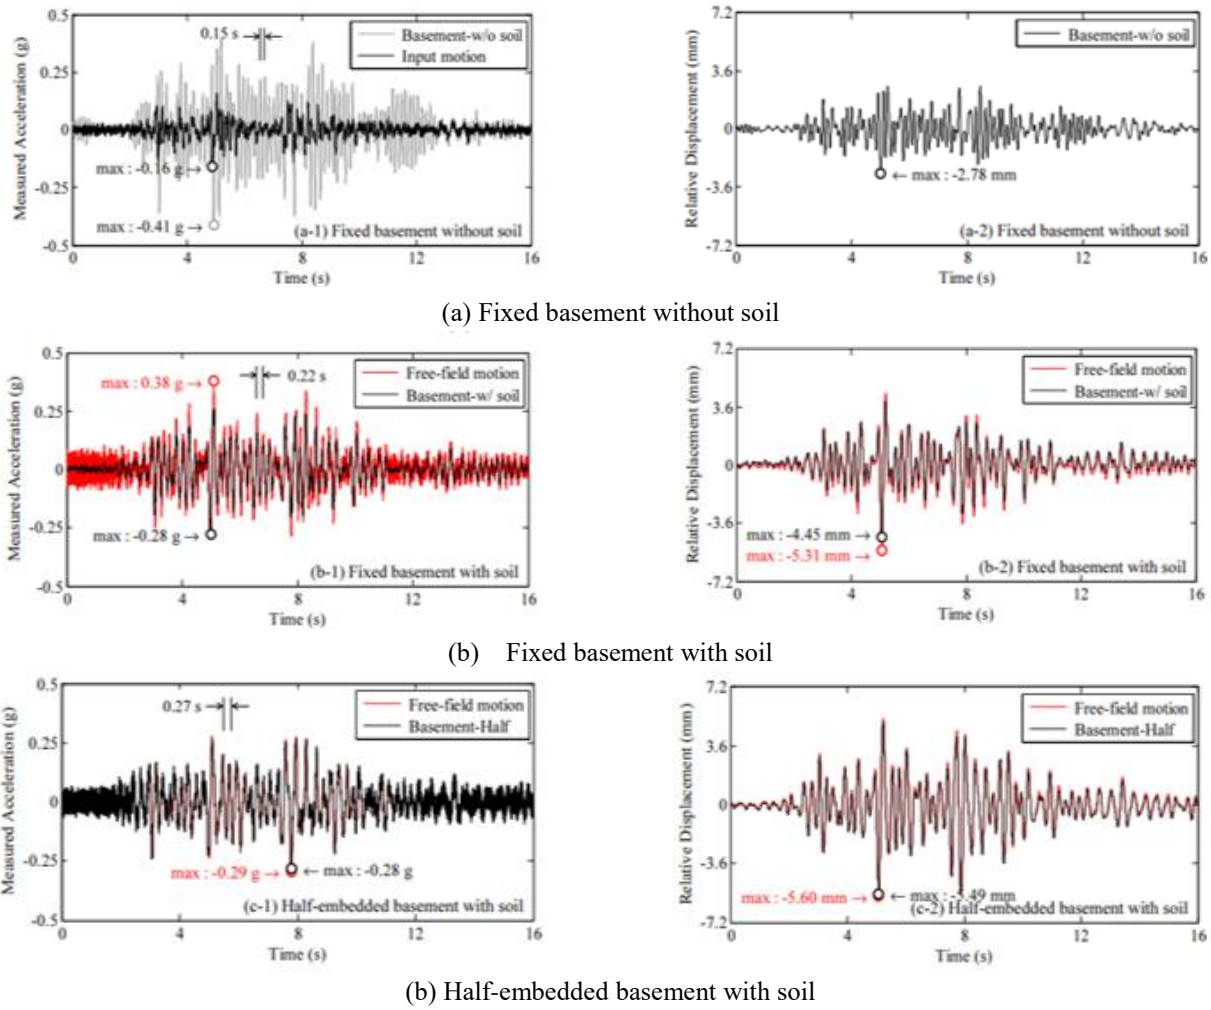 0.5
0.25
0
-0.25
-0.5
Measured Acceleration (g)
0.15 s
Basement-w/o soil
Input motion
max : -0.16 g →
max : -0.41 g →
(a-1) Fixed basement without soil
0 4 8 12 16
Time (s)
7.2
3.6
0
-3.6
-7.2
Relative Displacement (mm)
Basement-w/o soil
← max : -2.78 mm
(a-2) Fixed basement without soil
0 4 8 12 16
Time (s)
(a) Fixed basement without soil
0.5
0.25
0
-0.25
-0.5
Measured Acceleration (g)
max : 0.38 g →
0.22 s
Free-field motion
Basement-w/ soil
max : -0.28 g →
(b-1) Fixed basement with soil
0 4 8 12 16
Time (s)
7.2
3.6
0
-3.6
-7.2
Relative Displacement (mm)
Free-field motion
Basement-w/ soil
max : -4.45 mm →
max : -5.31 mm →
(b-2) Fixed basement with soil
0 4 8 12 16
Time (s)
(b) Fixed basement with soil
0.5
0.25
0
-0.25
-0.5
Measured Acceleration (g)
0.27 s
Free-field motion
Basement-Half
max : -0.29 g →
← max : -0.28 g
(c-1) Half-embedded basement with soil
0 4 8 12 16
Time (s)
7.2
3.6
0
-3.6
-7.2
Relative Displacement (mm)
Free-field motion
Basement-Half
max : -5.60 mm →
← max : -5.49 mm
(c-2) Half-embedded basement with soil
0 4 8 12 16
Time (s)
(b) Half-embedded basement with soil